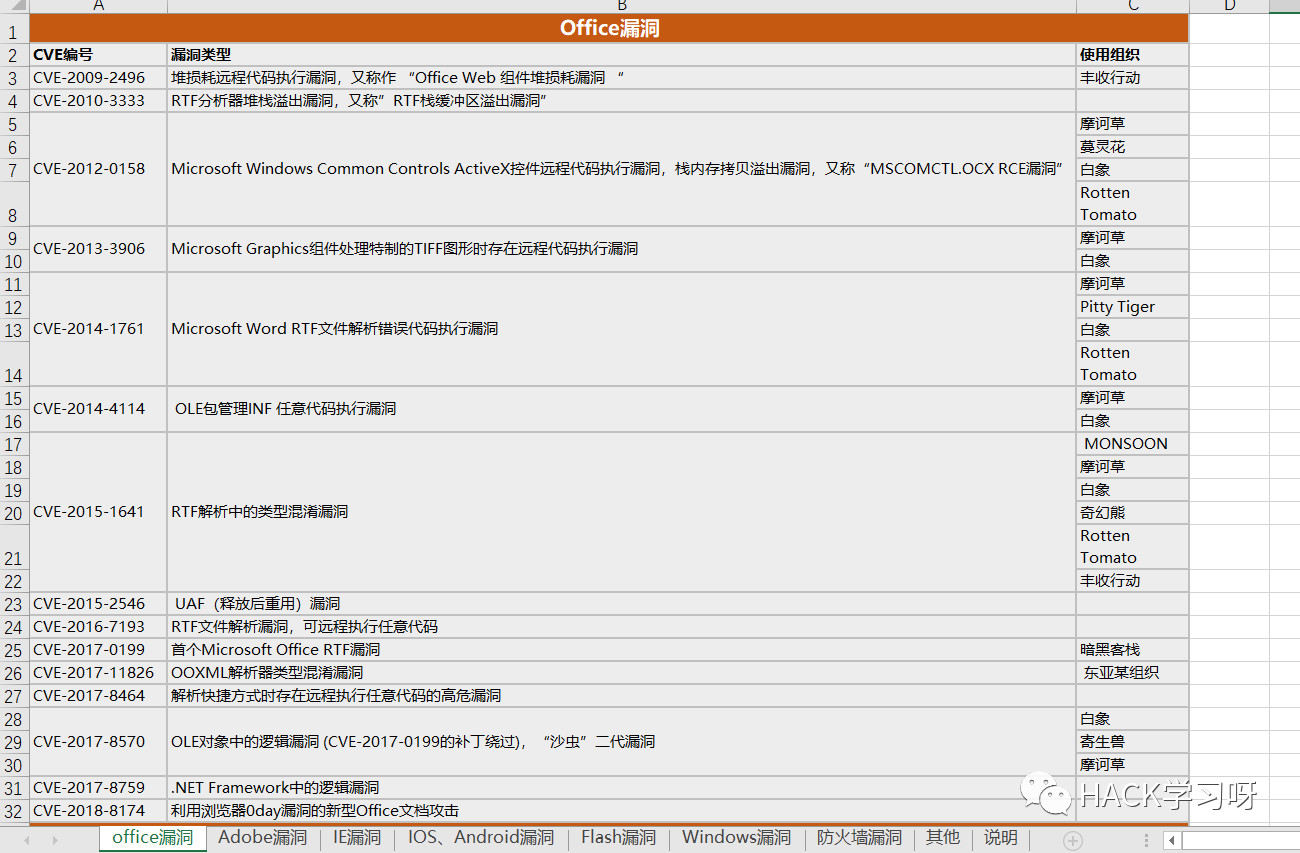 A B C D
1 Office漏洞
2 CVE编号 漏洞类型 使用组织
3 CVE-2009-2496 堆损耗远程代码执行漏洞，又称作 “Office Web 组件堆损耗漏洞 “ 丰收行动
4 CVE-2010-3333 RTF分析器堆栈溢出漏洞，又称”RTF栈缓冲区溢出漏洞”
5 摩诃草
6 蔓灵花
7 CVE-2012-0158 Microsoft Windows Common Controls ActiveX控件远程代码执行漏洞，栈内存拷贝溢出漏洞，又称“MSCOMCTL.OCX RCE漏洞” 白象
Rotten
8 Tomato
9 摩诃草
CVE-2013-3906 Microsoft Graphics组件处理特制的TIFF图形时存在远程代码执行漏洞
10 白象
11 摩诃草
12 Pitty Tiger
13 CVE-2014-1761 Microsoft Word RTF文件解析错误代码执行漏洞 白象
Rotten
14 Tomato
15 摩诃草
CVE-2014-4114 OLE包管理INF 任意代码执行漏洞
16 白象
17 MONSOON
18 摩诃草
19 白象
20 CVE-2015-1641 RTF解析中的类型混淆漏洞 奇幻熊
Rotten
21 Tomato
22 丰收行动
23 CVE-2015-2546 UAF（释放后重用）漏洞
24 CVE-2016-7193 RTF文件解析漏洞，可远程执行任意代码
25 CVE-2017-0199 首个Microsoft Office RTF漏洞 暗黑客栈
26 CVE-2017-11826 OOXML解析器类型混淆漏洞 东亚某组织
27 CVE-2017-8464 解析快捷方式时存在远程执行任意代码的高危漏洞
28 白象
29 CVE-2017-8570 OLE对象中的逻辑漏洞 (CVE-2017-0199的补丁绕过)，“沙虫”二代漏洞 寄生兽
30 摩诃草
31 CVE-2017-8759 .NET Framework中的逻辑漏洞
32 CVE-2018-8174 利用浏览器0day漏洞的新型Office文档攻击
HACK学习呀
office漏洞 Adobe漏洞 IE漏洞 IOS、Android漏洞 Flash漏洞 Windows漏洞 防火墙漏洞 其他 说明